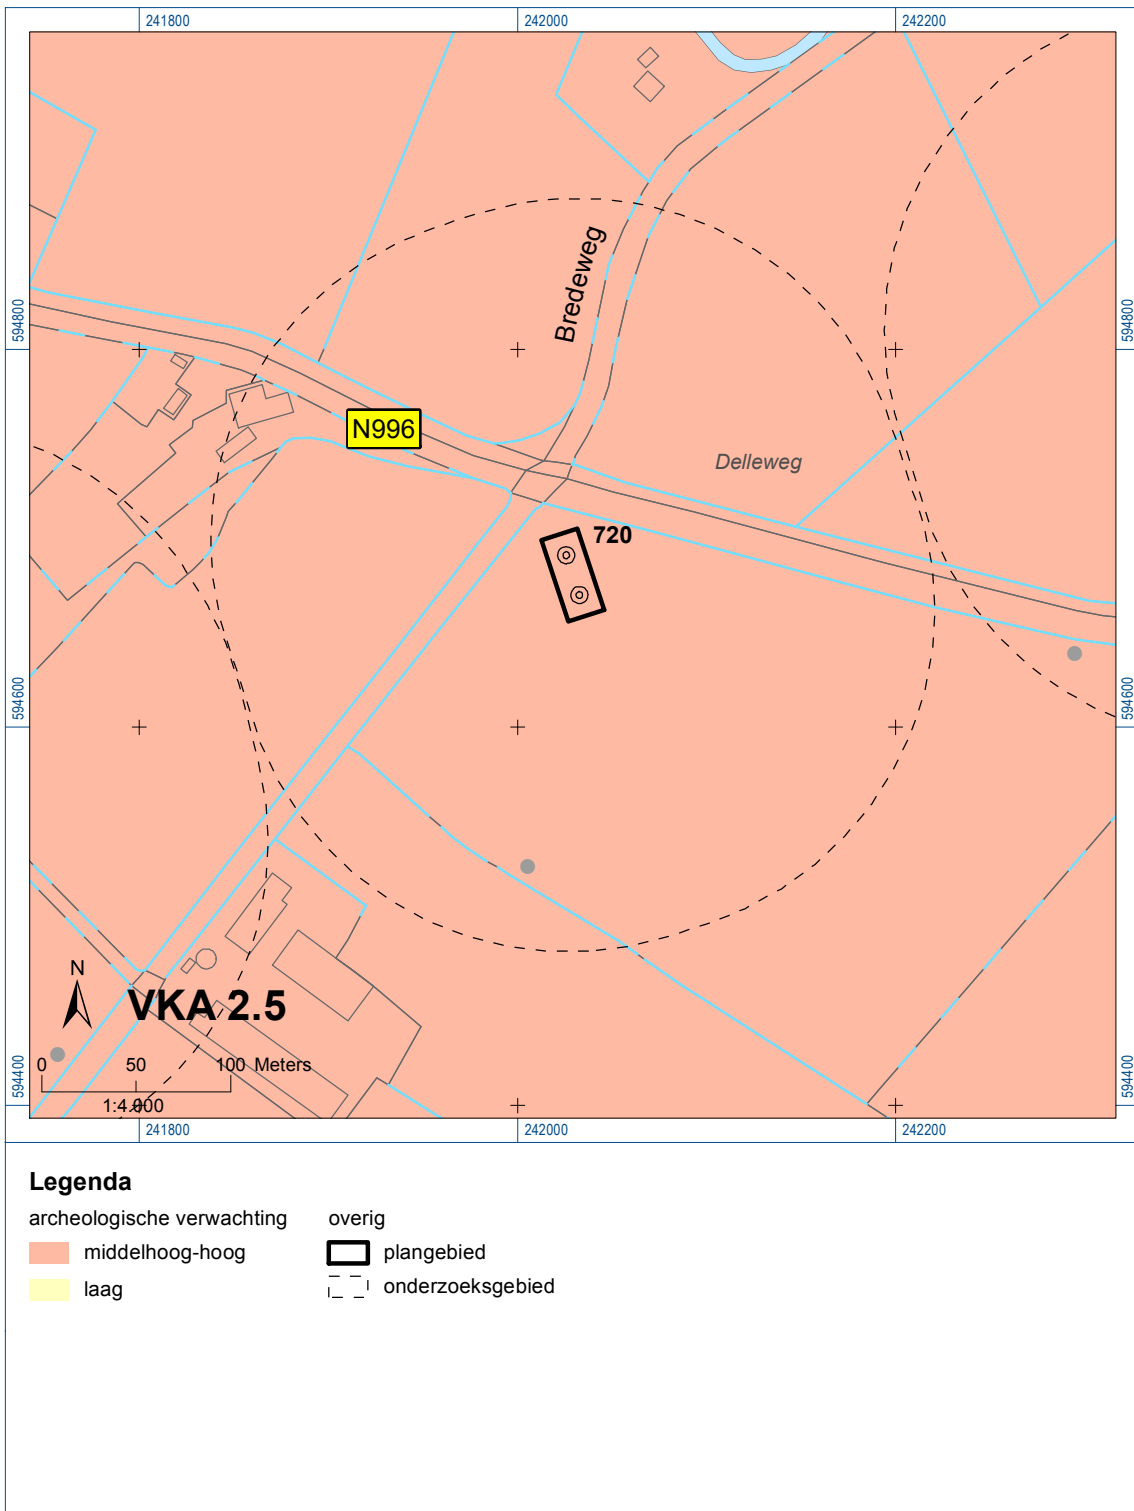 241800
242000
242200
594800
594800
Bredeweg
N996
Delleweg
720
594600
594600
N
VKA 2.5
0
50
100 Meters
1:4.000
594400
594400
241800
242000
242200
Legenda
archeologische verwachting
overig
middelhoog-hoog
plangebied
laag
onderzoeksgebied